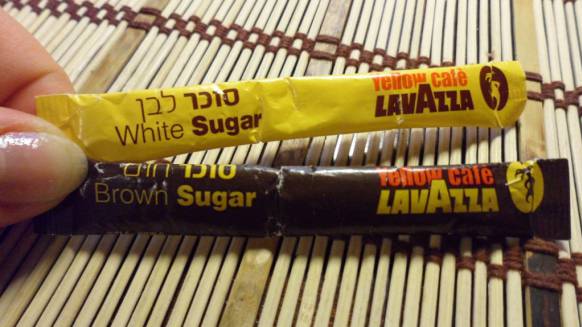 סוכר לבן
White Sugar
Yellow café
LAVAZZA
סוכר חום
Brown Sugar
Yellow café
LAVAZZA